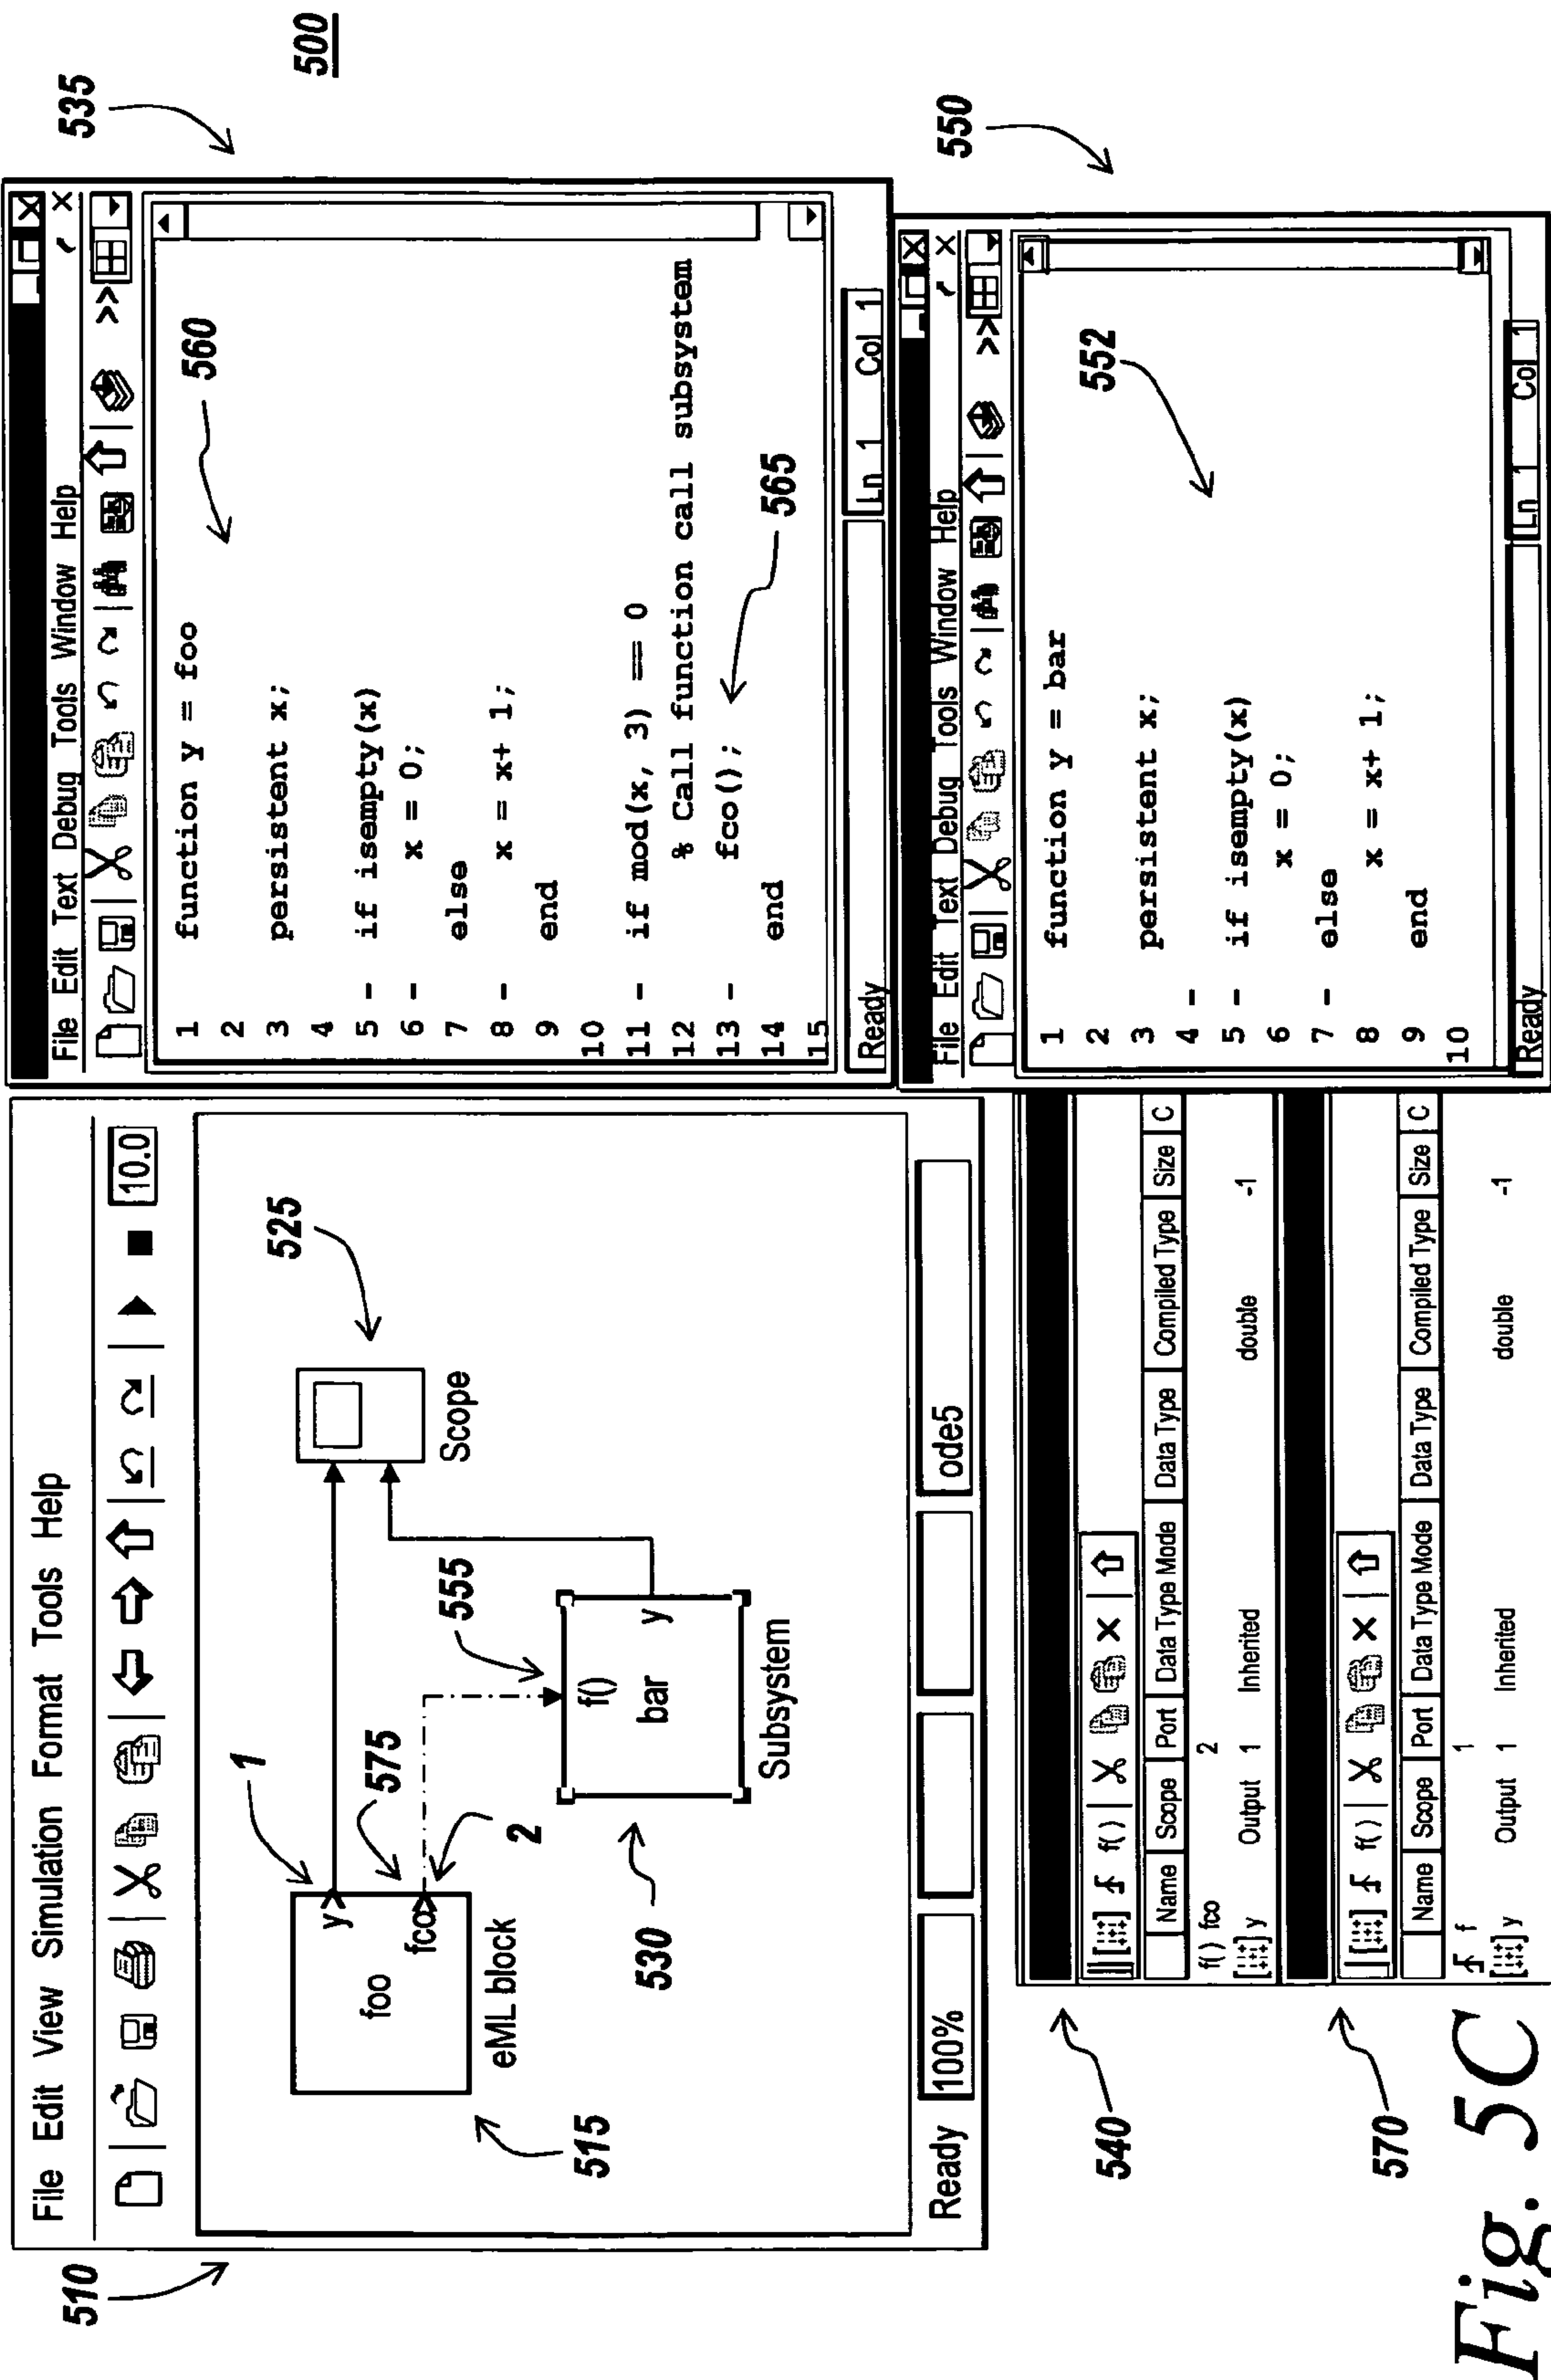 500
510
File Edit View Simulation Format Tools Help
10.0
1
y
foo
fco
575
2
eML block
515
525
Scope
555
f()
bar
y
Subsystem
530
Ready
100%
ode5
535
File Edit Text Debug Tools Window Help
560
1 function y = foo
2
3 persistent x;
4
5 - if isempty(x)
6 - x = 0;
7 else
8 - x = x+ 1;
9 end
10
11 - if mod(x, 3) == 0
12 % Call function call subsystem
13 - fco();
14 end
15
565
Ready
Ln 1 Col 1
540
f()
Name Scope Port Data Type Mode Data Type Compiled Type Size C
f() fco 2
y Output 1 Inherited double -1
570
f()
Name Scope Port Data Type Mode Data Type Compiled Type Size C
f 1
y Output 1 Inherited double -1
550
File Edit Text Debug Tools Window Help
552
1 function y = bar
2
3 persistent x;
4 -
5 - if isempty(x)
6 x = 0;
7 - else
8 x = x+ 1;
9 end
10
Ready
Ln 1 Col 1
Fig. 5C